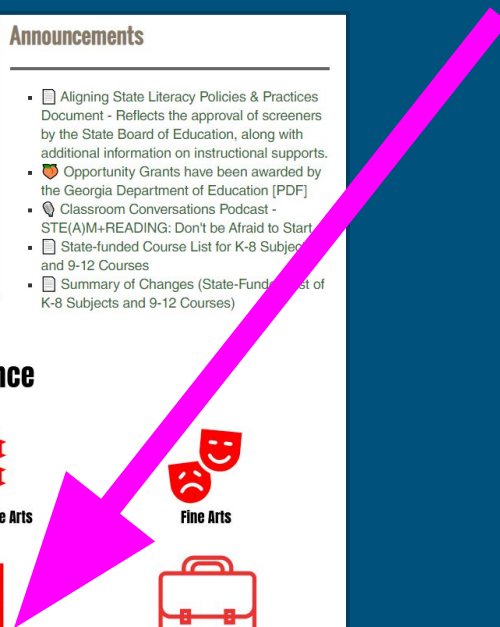 Announcements
Aligning State Literacy Policies & Practices
Document - Reflects the approval of screeners
by the State Board of Education, along with
additional information on instructional supports.
Opportunity Grants have been awarded by
the Georgia Department of Education [PDF]
Classroom Conversations Podcast -
STE(A)M+READING: Don't be Afraid to Start
State-funded Course List for K-8
and 9-12 Courses
Summary of Changes (State-Funde st of
K-8 Subjects and 9-12 Courses)
nce
e Arts
Fine Arts